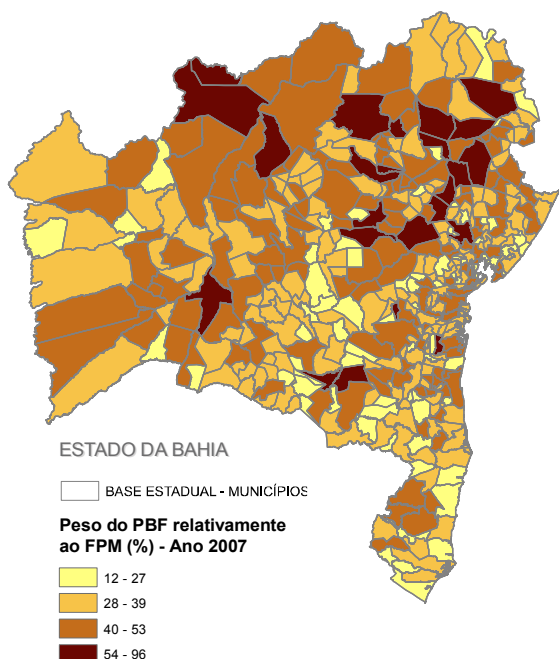 ESTADO DA BAHIA
BASE ESTADUAL - MUNICÍPIOS
Peso do PBF relativamente
ao FPM (%) - Ano 2007
12 - 27
28 - 39
40 - 53
54 - 96